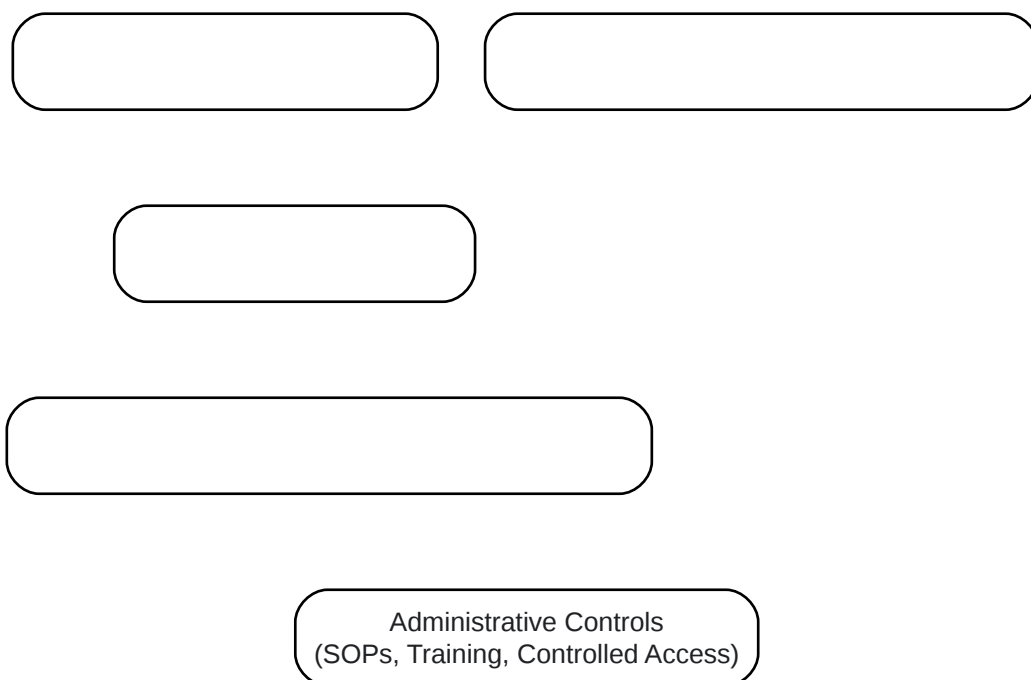 Administrative Controls
(SOPs, Training, Controlled Access)